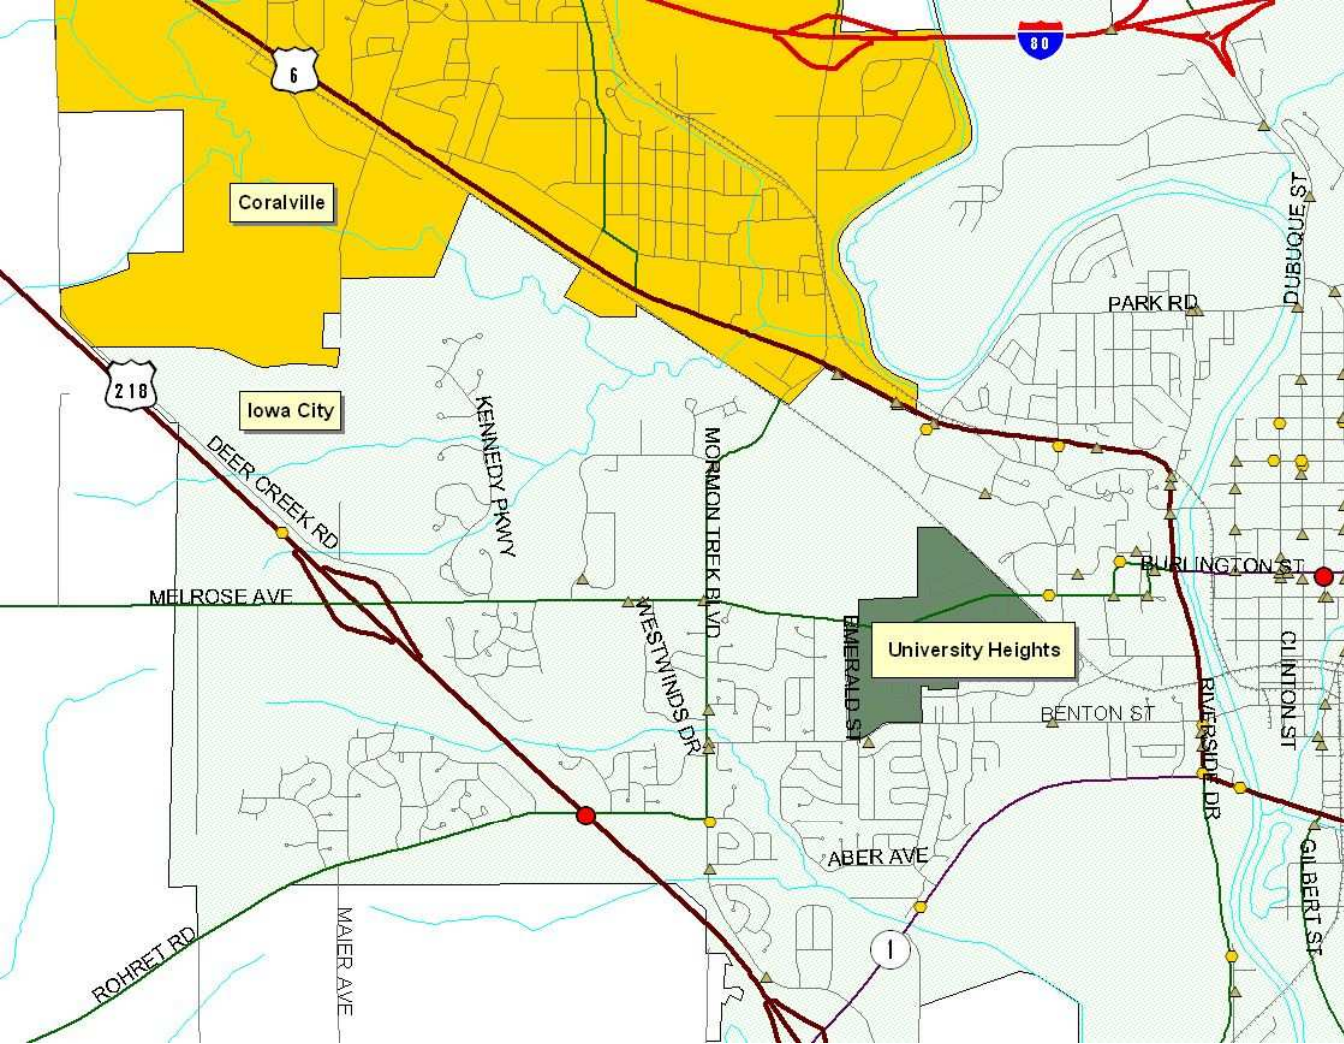 80
6
Coralville
DUBUQUE ST
PARK RD
218
Iowa City
KENNEDY PKWY
DEER CREEK RD
MORMON TREK BLVD
BURLINGTON ST
MELROSE AVE
WESTWINDS DR
EMERALD ST
University Heights
CLINTON ST
RIVERSIDE DR
BENTON ST
ABER AVE
GILBERT ST
MAIER AVE
ROHRET RD
1